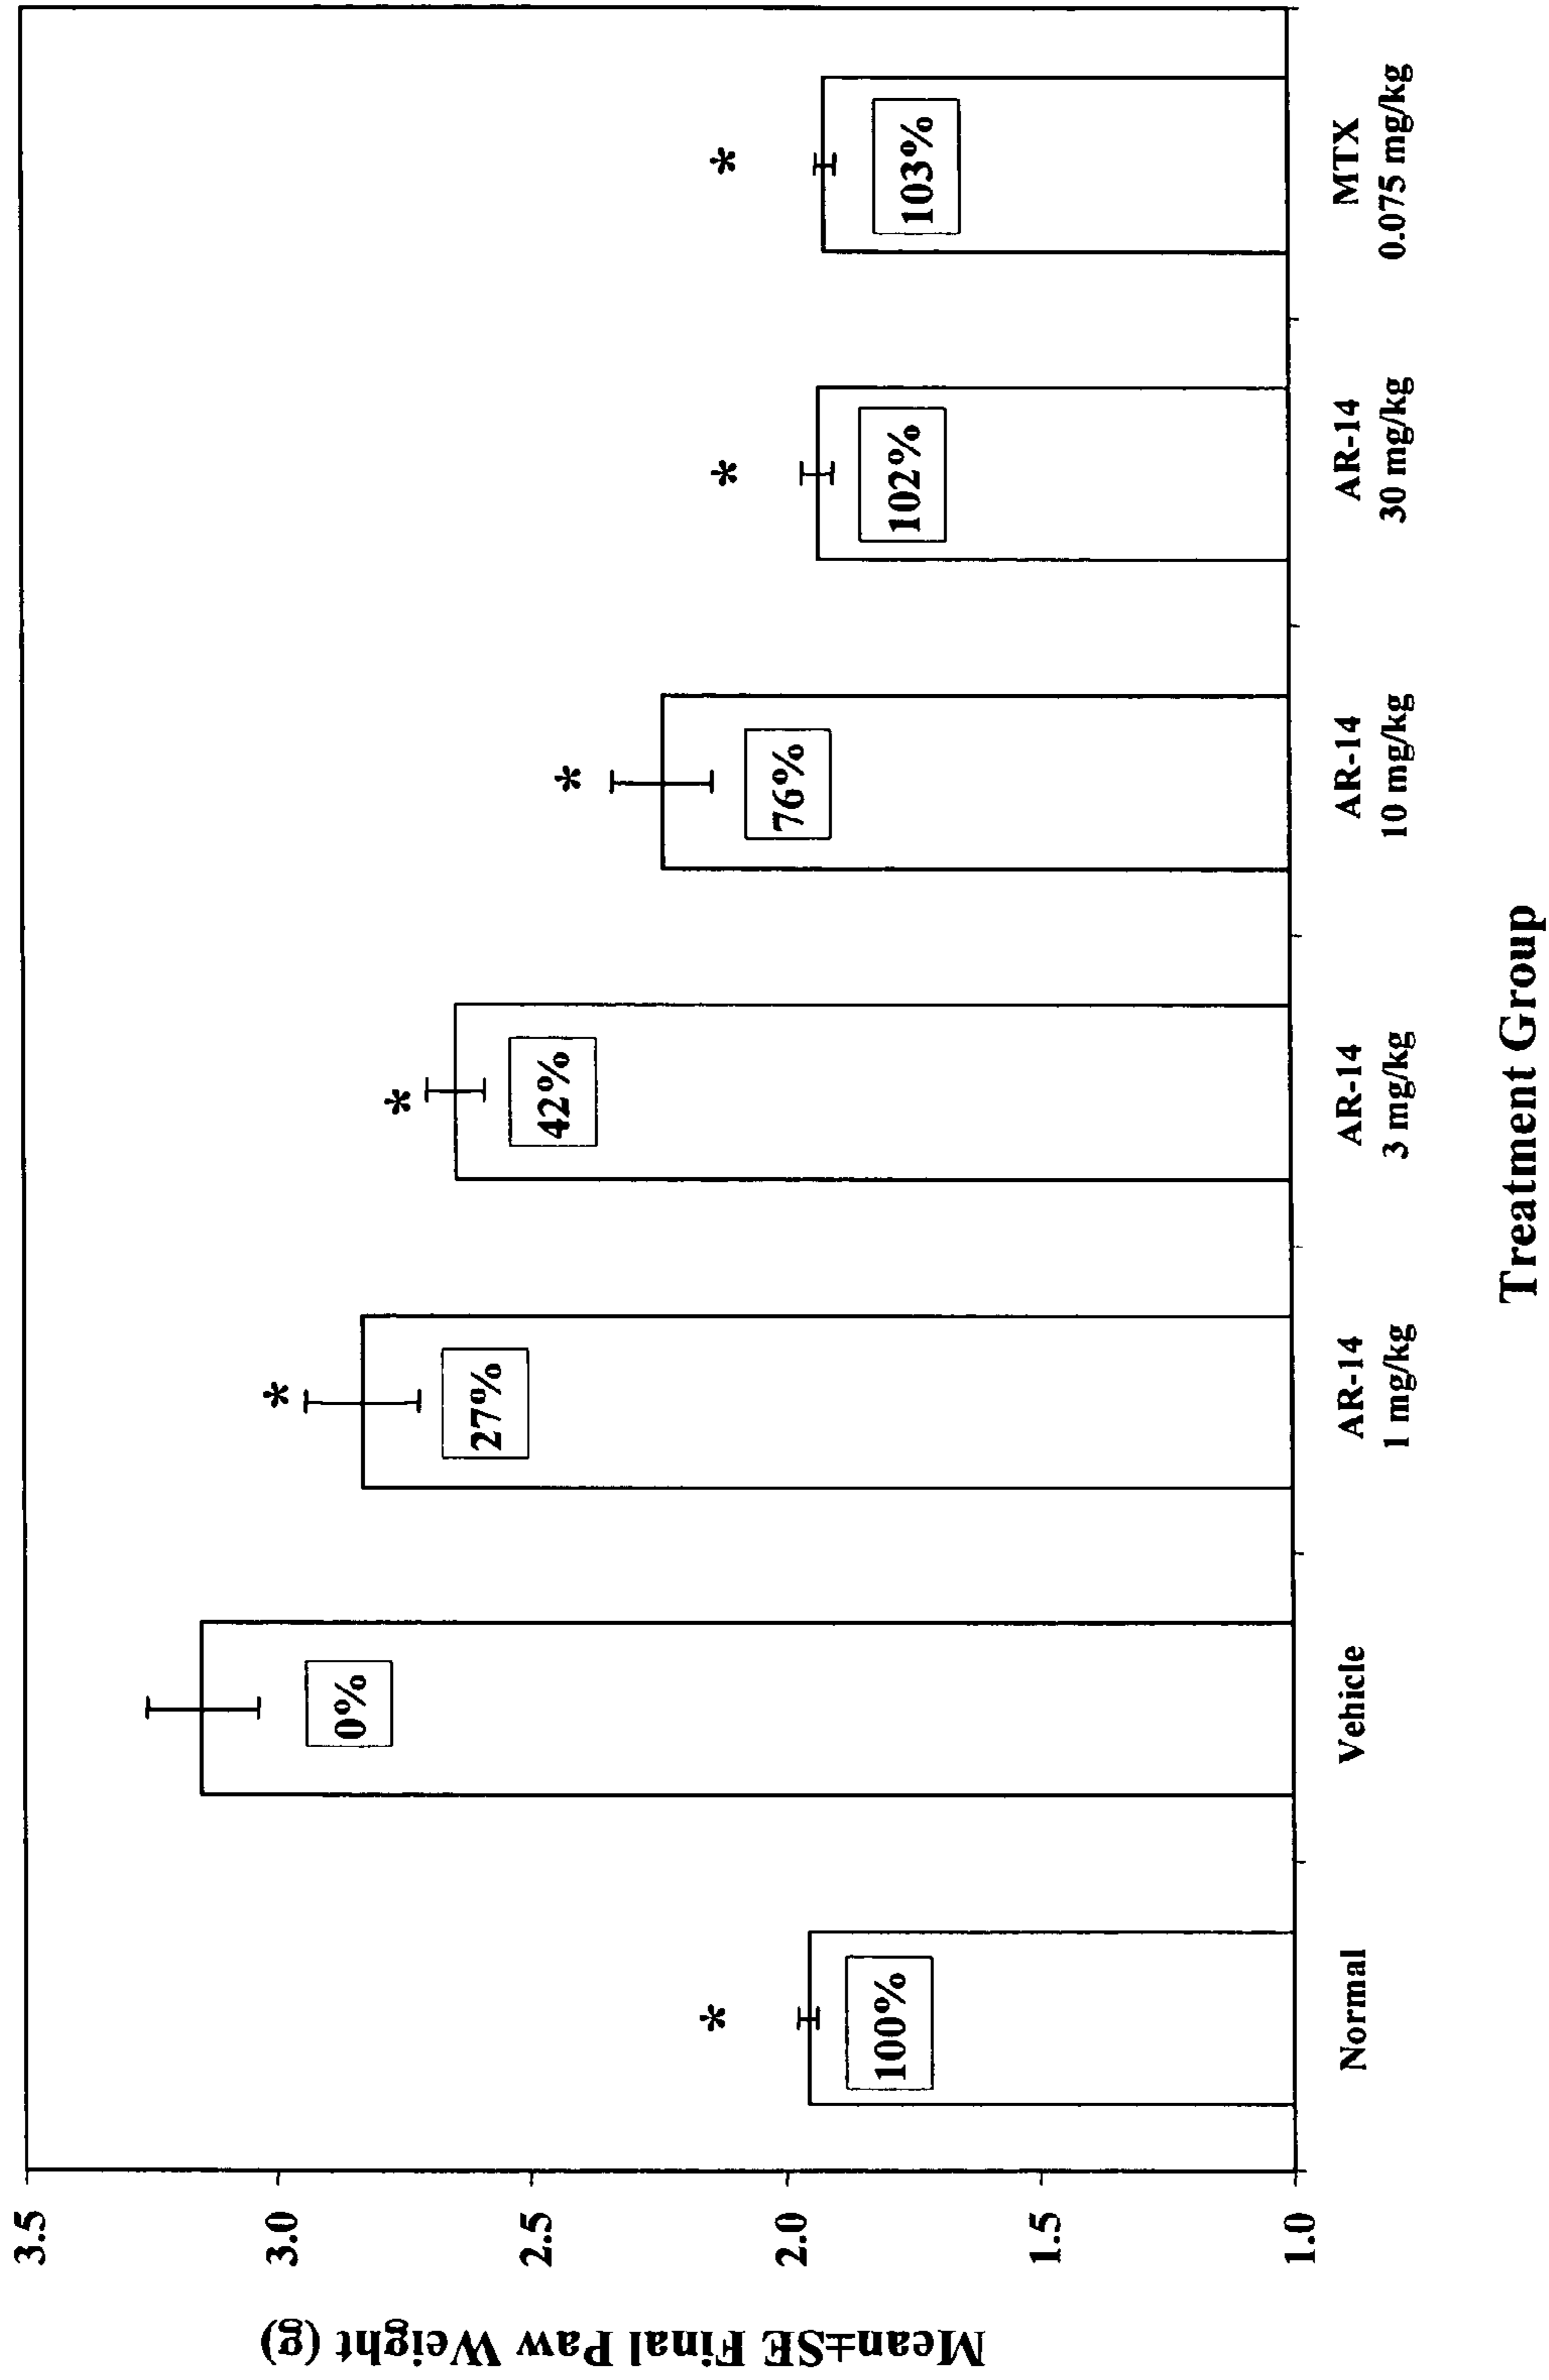 Mean±SE Final Paw Weight (g)
3.5
3.0
2.5
2.0
1.5
1.0
*
100%
0%
*
27%
*
42%
*
76%
*
102%
*
103%
Normal
Vehicle
AR-14
1 mg/kg
AR-14
3 mg/kg
AR-14
10 mg/kg
AR-14
30 mg/kg
MTX
0.075 mg/kg
Treatment Group